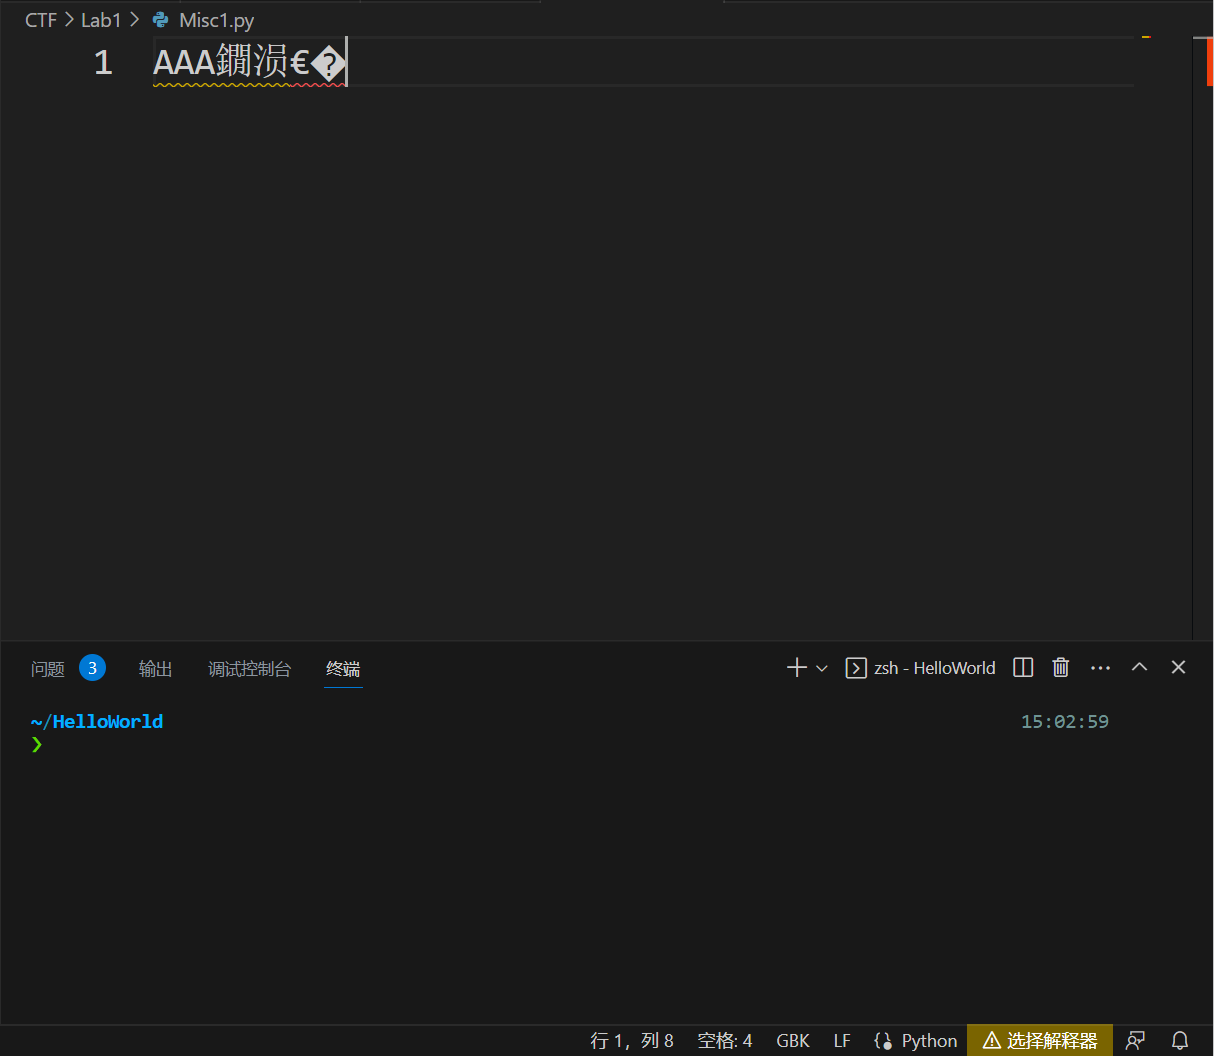 CTF > Lab1 > Misc1.py
1 AAA鐗涢€�
问题 3 输出 调试控制台 终端 zsh - HelloWorld
~/HelloWorld 15:02:59
❯
行 1，列 8 空格: 4 GBK LF Python 选择解释器